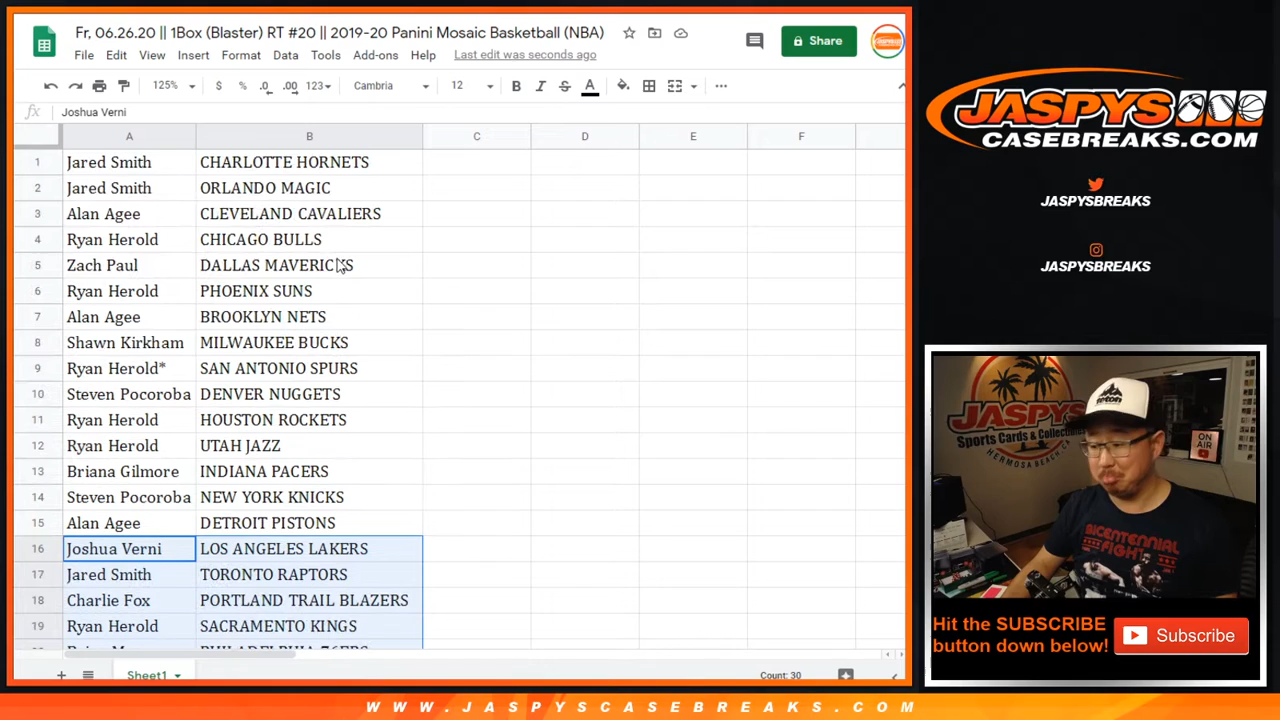 Fr, 06.26.20 || 1Box (Blaster) RT #20 || 2019-20 Panini Mosaic Basketball (NBA)
File Edit View Insert Format Data Tools Add-ons Help Last edit was seconds ago
Share
125% $ % .0 .00 123 Cambria 12 B I S A
fx Joshua Verni
A B C D E F
1 Jared Smith CHARLOTTE HORNETS
2 Jared Smith ORLANDO MAGIC
3 Alan Agee CLEVELAND CAVALIERS
4 Ryan Herold CHICAGO BULLS
5 Zach Paul DALLAS MAVERICKS
6 Ryan Herold PHOENIX SUNS
7 Alan Agee BROOKLYN NETS
8 Shawn Kirkham MILWAUKEE BUCKS
9 Ryan Herold* SAN ANTONIO SPURS
10 Steven Pocoroba DENVER NUGGETS
11 Ryan Herold HOUSTON ROCKETS
12 Ryan Herold UTAH JAZZ
13 Briana Gilmore INDIANA PACERS
14 Steven Pocoroba NEW YORK KNICKS
15 Alan Agee DETROIT PISTONS
16 Joshua Verni LOS ANGELES LAKERS
17 Jared Smith TORONTO RAPTORS
18 Charlie Fox PORTLAND TRAIL BLAZERS
19 Ryan Herold SACRAMENTO KINGS
PHILADELPHIA 76ERS
Sheet1
Count: 30
JASPYS
CASEBREAKS.COM
JASPYSBREAKS
JASPYSBREAKS
JASPYS
Sports Cards & Collectibles
HERMOSA BEACH, CA
ON
AIR
TETON
BICENTENNIAL
FIGHT
Hit the SUBSCRIBE
button down below!
Subscribe
WWW.JASPYSCASEBREAKS.COM